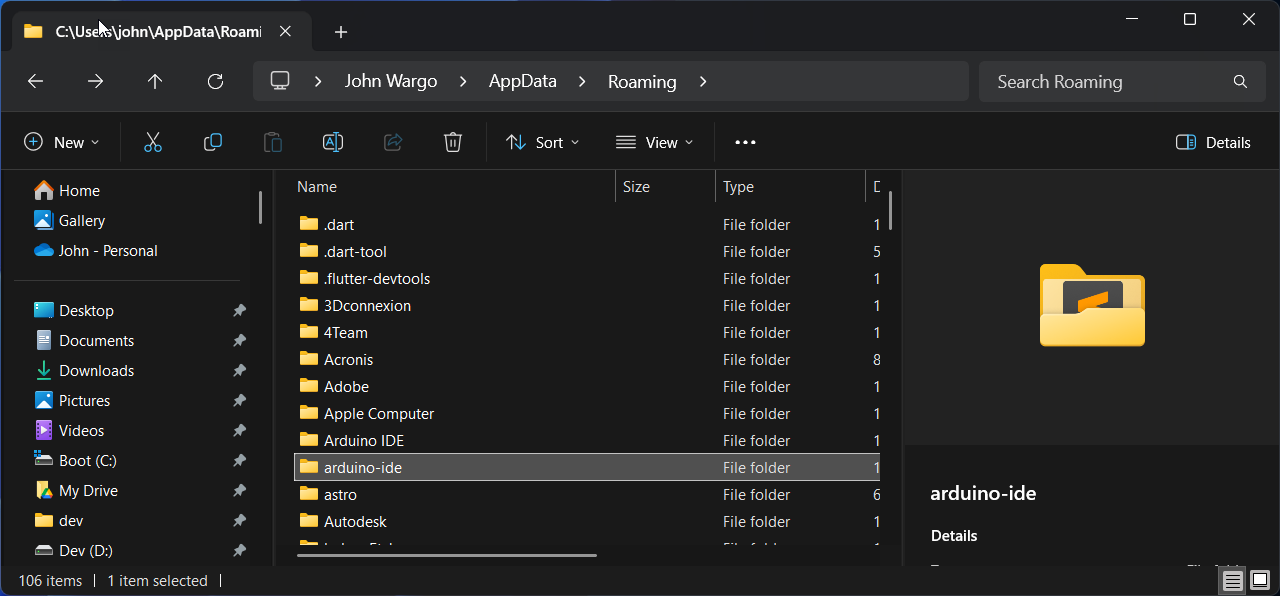 C:\Users\john\AppData\Roami
John Wargo AppData Roaming
Search Roaming
New
Sort
View
Details
Home
Gallery
John - Personal
Desktop
Documents
Downloads
Pictures
Videos
Boot (C:)
My Drive
dev
Dev (D:)
Name Size Type D
.dart File folder 1
.dart-tool File folder 5
.flutter-devtools File folder 1
3Dconnexion File folder 1
4Team File folder 1
Acronis File folder 8
Adobe File folder 1
Apple Computer File folder 1
Arduino IDE File folder 1
arduino-ide File folder 1
astro File folder 6
Autodesk File folder 1
arduino-ide
Details
106 items 1 item selected